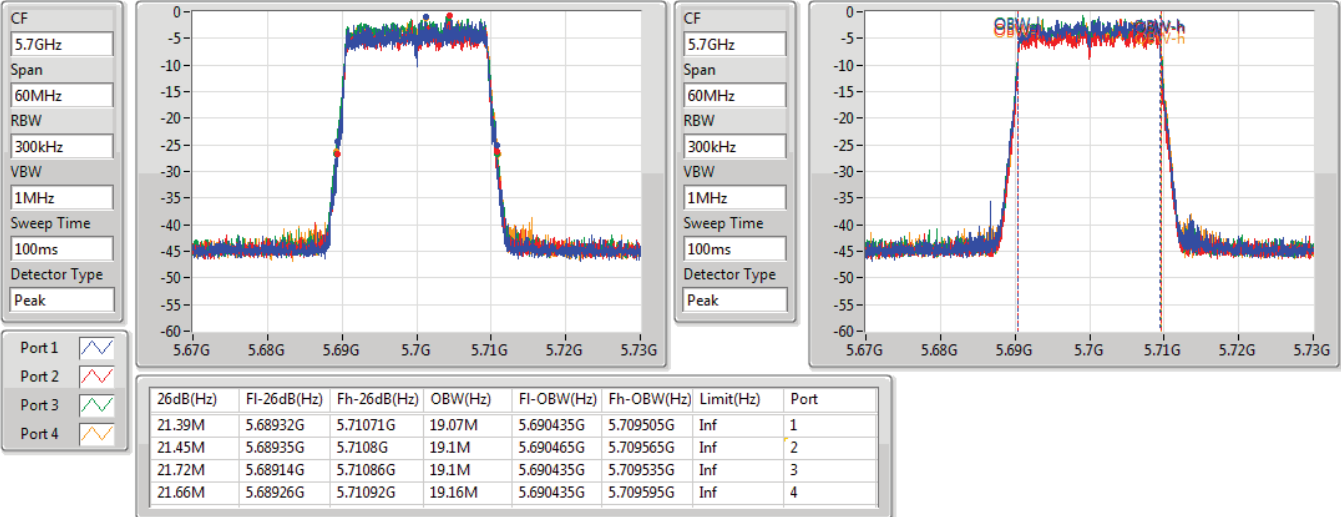 CF
5.7GHz
Span
60MHz
RBW
300kHz
VBW
1MHz
Sweep Time
100ms
Detector Type
Peak
0
-5
-10
-15
-20
-25
-30
-35
-40
-45
-50
-55
-60
5.67G 5.68G 5.69G 5.7G 5.71G 5.72G 5.73G
CF
5.7GHz
Span
60MHz
RBW
300kHz
VBW
1MHz
Sweep Time
100ms
Detector Type
Peak
0
-5
-10
-15
-20
-25
-30
-35
-40
-45
-50
-55
-60
5.67G 5.68G 5.69G 5.7G 5.71G 5.72G 5.73G
Port 1
Port 2
Port 3
Port 4
26dB(Hz) Fl-26dB(Hz) Fh-26dB(Hz) OBW(Hz) Fl-OBW(Hz) Fh-OBW(Hz) Limit(Hz) Port
21.39M 5.68932G 5.71071G 19.07M 5.690435G 5.709505G Inf 1
21.45M 5.68935G 5.7108G 19.1M 5.690465G 5.709565G Inf 2
21.72M 5.68914G 5.71086G 19.1M 5.690435G 5.709535G Inf 3
21.66M 5.68926G 5.71092G 19.16M 5.690435G 5.709595G Inf 4